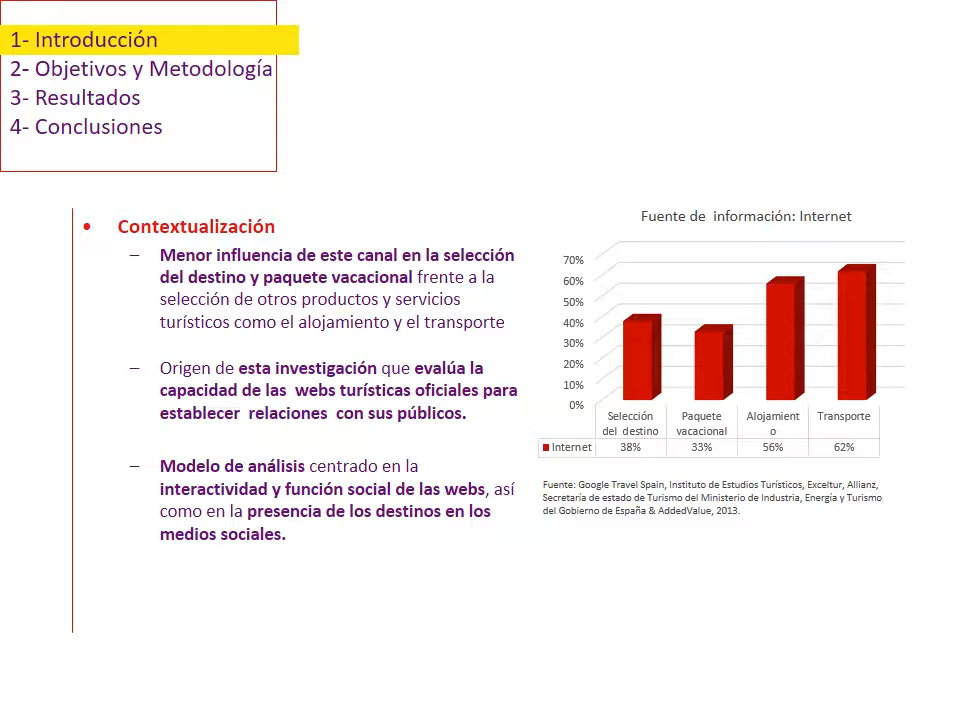 1- Introducción
2- Objetivos y Metodología
3- Resultados
4- Conclusiones
• Contextualización
– Menor influencia de este canal en la selección
del destino y paquete vacacional frente a la
selección de otros productos y servicios
turísticos como el alojamiento y el transporte
– Origen de esta investigación que evalúa la
capacidad de las webs turísticas oficiales para
establecer relaciones con sus públicos.
– Modelo de análisis centrado en la
interactividad y función social de las webs, así
como en la presencia de los destinos en los
medios sociales.
Fuente de información: Internet
70%
60%
50%
40%
30%
20%
10%
0%
Selección Paquete Alojamient Transporte
del destino vacacional o
Internet 38% 33% 56% 62%
Fuente: Google Travel Spain, Instituto de Estudios Turísticos, Exceltur, Allianz,
Secretaría de estado de Turismo del Ministerio de Industria, Energía y Turismo
del Gobierno de España & AddedValue, 2013.